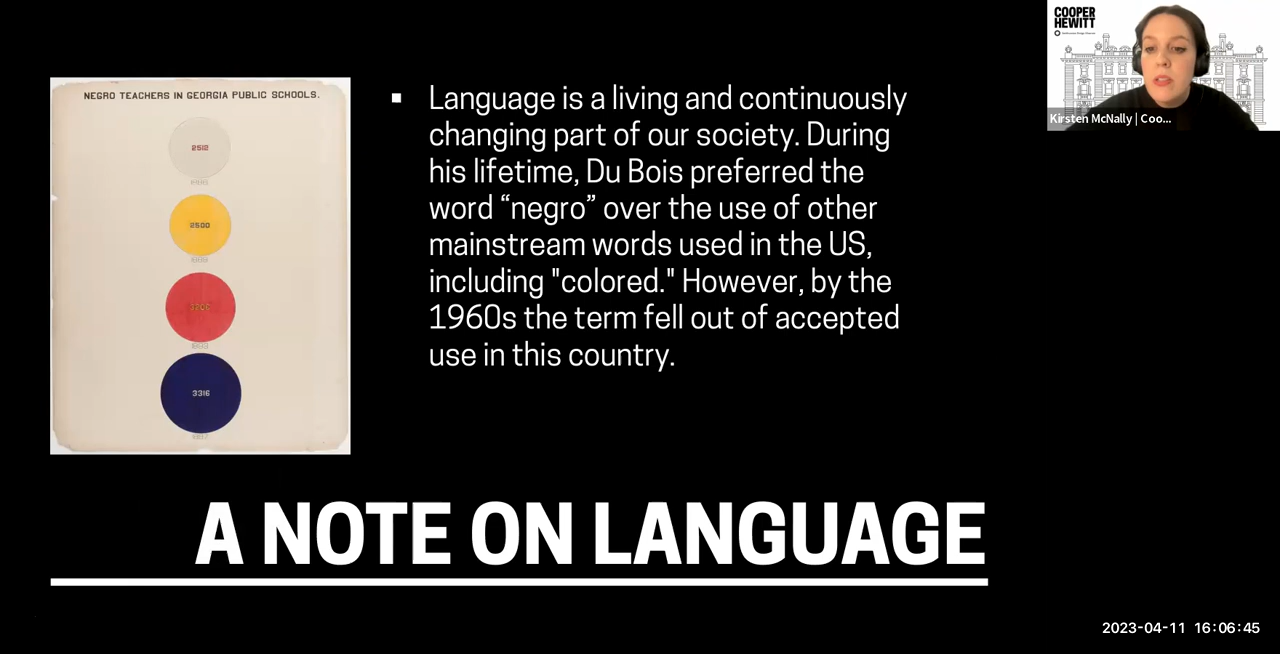 NEGRO TEACHERS IN GEORGIA PUBLIC SCHOOLS.
2512
1886
2500
1889
3316
1897
▪ Language is a living and continuously
changing part of our society. During
his lifetime, Du Bois preferred the
word “negro” over the use of other
mainstream words used in the US,
including "colored." However, by the
1960s the term fell out of accepted
use in this country.
A NOTE ON LANGUAGE
COOPER
HEWITT
Kirsten McNally | Coo...
2023-04-11 16:06:45